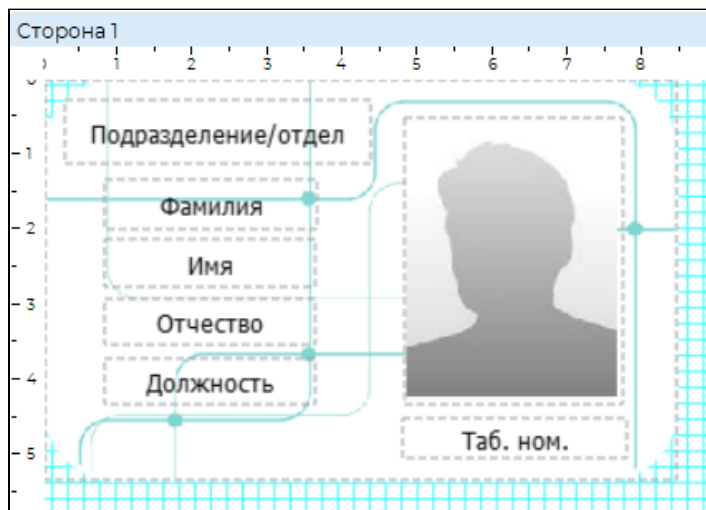 Сторона 1
0 1 2 3 4 5 6 7 8
0
Подразделение/отдел
1
Фамилия
2
Имя
3
Отчество
Должность
4
Таб. ном.
5